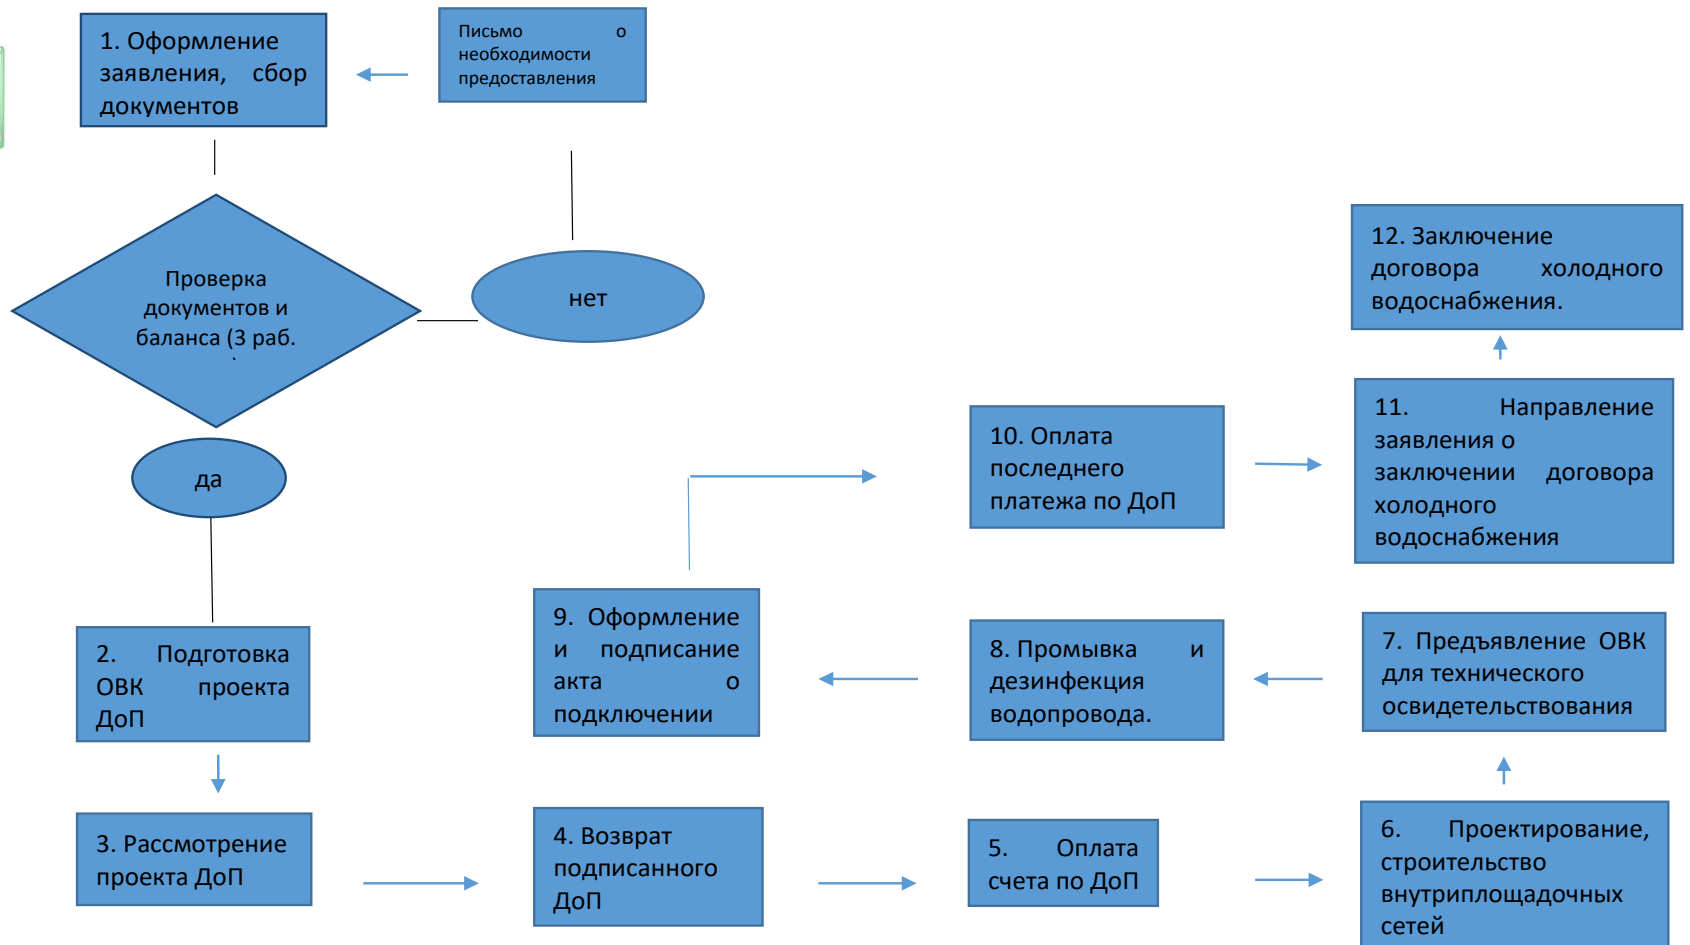 1. Оформление
заявления, сбор
документов
Письмо о
необходимости
предоставления
Проверка
документов и
баланса (3 раб.
нет
да
2. Подготовка
ОВК проекта
ДоП
3. Рассмотрение
проекта ДоП
4. Возврат
подписанного
ДоП
5. Оплата
счета по ДоП
6. Проектирование,
строительство
внутриплощадочных
сетей
7. Предъявление ОВК
для технического
освидетельствования
8. Промывка и
дезинфекция
водопровода.
9. Оформление
и подписание
акта о
подключении
10. Оплата
последнего
платежа по ДоП
11. Направление
заявления о
заключении договора
холодного
водоснабжения
12. Заключение
договора холодного
водоснабжения.